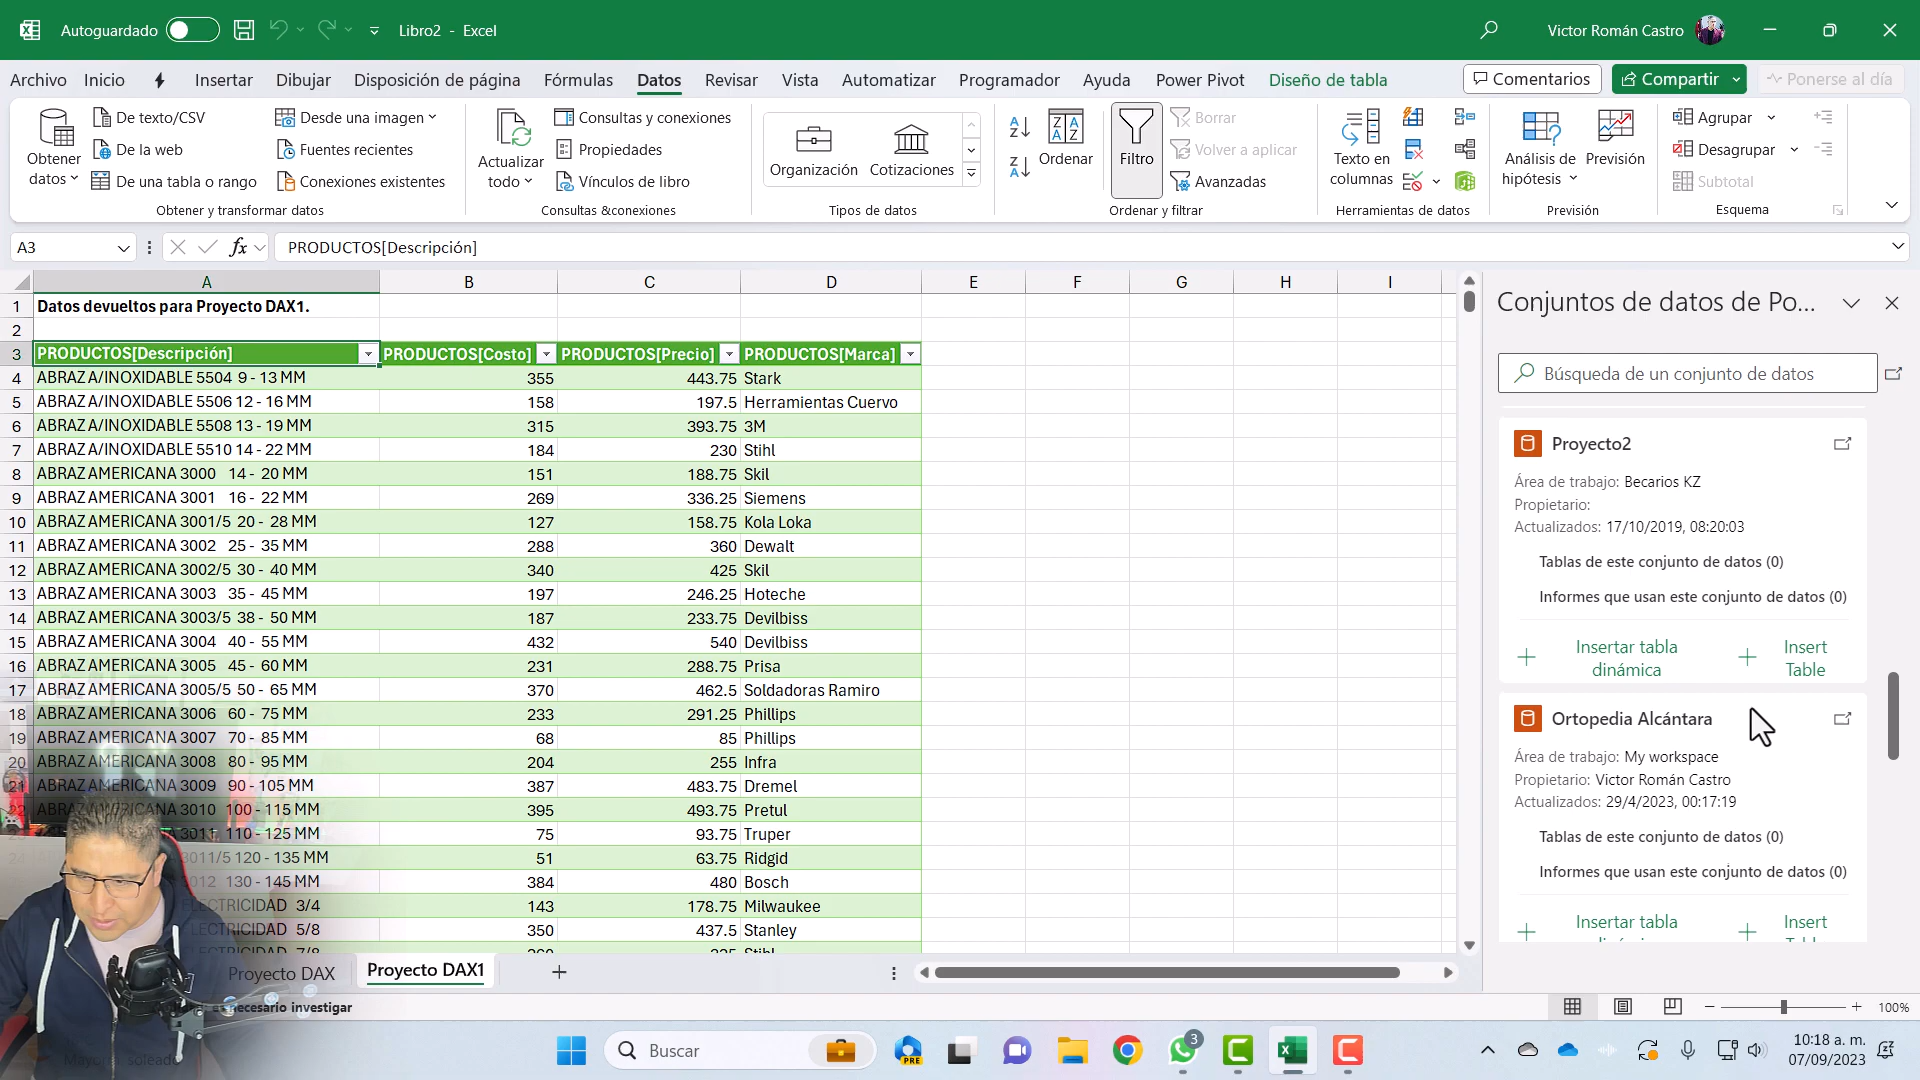 Autoguardado
Libro2 - Excel
Victor Román Castro
Archivo Inicio Insertar Dibujar Disposición de página Fórmulas Datos Revisar Vista Automatizar Programador Ayuda Power Pivot Diseño de tabla
Comentarios Compartir Ponerse al día
Obtener datos
De texto/CSV
De la web
De una tabla o rango
Desde una imagen
Fuentes recientes
Conexiones existentes
Obtener y transformar datos
Actualizar todo
Consultas y conexiones
Propiedades
Vínculos de libro
Consultas &conexiones
Organización Cotizaciones
Tipos de datos
Ordenar
Filtro
Borrar
Volver a aplicar
Avanzadas
Ordenar y filtrar
Texto en columnas
Herramientas de datos
Análisis de hipótesis
Previsión
Previsión
Agrupar
Desagrupar
Subtotal
Esquema
A3 fx PRODUCTOS[Descripción]
A B C D E F G H I
1 Datos devueltos para Proyecto DAX1.
2
3 PRODUCTOS[Descripción] PRODUCTOS[Costo] PRODUCTOS[Precio] PRODUCTOS[Marca]
4 ABRAZ A/INOXIDABLE 5504 9 - 13 MM 355 443.75 Stark
5 ABRAZ A/INOXIDABLE 5506 12 - 16 MM 158 197.5 Herramientas Cuervo
6 ABRAZ A/INOXIDABLE 5508 13 - 19 MM 315 393.75 3M
7 ABRAZ A/INOXIDABLE 5510 14 - 22 MM 184 230 Stihl
8 ABRAZ AMERICANA 3000 14 - 20 MM 151 188.75 Skil
9 ABRAZ AMERICANA 3001 16 - 22 MM 269 336.25 Siemens
10 ABRAZ AMERICANA 3001/5 20 - 28 MM 127 158.75 Kola Loka
11 ABRAZ AMERICANA 3002 25 - 35 MM 288 360 Dewalt
12 ABRAZ AMERICANA 3002/5 30 - 40 MM 340 425 Skil
13 ABRAZ AMERICANA 3003 35 - 45 MM 197 246.25 Hoteche
14 ABRAZ AMERICANA 3003/5 38 - 50 MM 187 233.75 Devilbiss
15 ABRAZ AMERICANA 3004 40 - 55 MM 432 540 Devilbiss
16 ABRAZ AMERICANA 3005 45 - 60 MM 231 288.75 Prisa
17 ABRAZ AMERICANA 3005/5 50 - 65 MM 370 462.5 Soldadoras Ramiro
18 ABRAZ AMERICANA 3006 60 - 75 MM 233 291.25 Phillips
19 ABRAZ AMERICANA 3007 70 - 85 MM 68 85 Phillips
20 ABRAZ AMERICANA 3008 80 - 95 MM 204 255 Infra
21 ABRAZ AMERICANA 3009 90 - 105 MM 387 483.75 Dremel
22 ABRAZ AMERICANA 3010 100 - 115 MM 395 493.75 Pretul
3011 110 - 125 MM 75 93.75 Truper
3011/5 120 - 135 MM 51 63.75 Ridgid
3012 130 - 145 MM 384 480 Bosch
ELECTRICIDAD 3/4 143 178.75 Milwaukee
ELECTRICIDAD 5/8 350 437.5 Stanley
Proyecto DAX Proyecto DAX1
necesario investigar
100%
Conjuntos de datos de Po...
Búsqueda de un conjunto de datos
Proyecto2
Área de trabajo: Becarios KZ
Propietario:
Actualizados: 17/10/2019, 08:20:03
Tablas de este conjunto de datos (0)
Informes que usan este conjunto de datos (0)
Insertar tabla dinámica
Insert Table
Ortopedia Alcántara
Área de trabajo: My workspace
Propietario: Victor Román Castro
Actualizados: 29/4/2023, 00:17:19
Tablas de este conjunto de datos (0)
Informes que usan este conjunto de datos (0)
Insertar tabla
Insert
Buscar
PRE
3
10:18 a. m.
07/09/2023